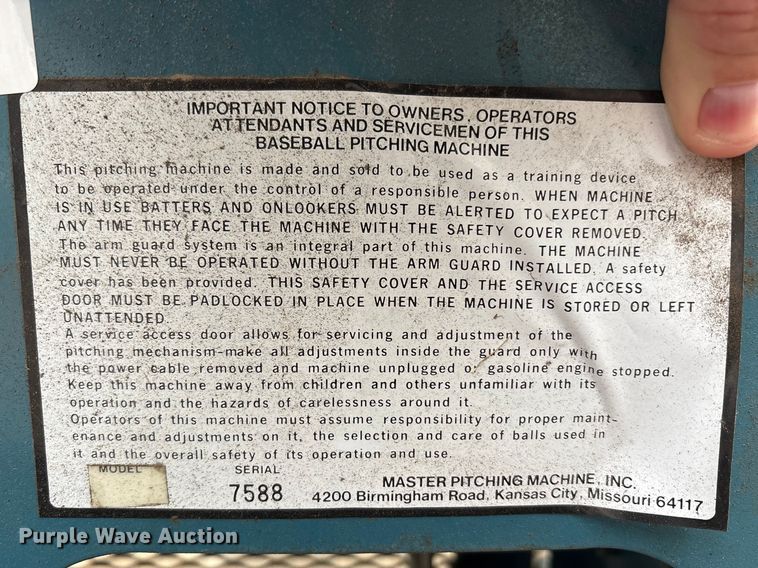 IMPORTANT NOTICE TO OWNERS, OPERATORS
ATTENDANTS AND SERVICEMEN OF THIS
BASEBALL PITCHING MACHINE
This pitching machine is made and sold to be used as a training device
to be operated under the control of a responsible person. WHEN MACHINE
IS IN USE BATTERS AND ONLOOKERS MUST BE ALERTED TO EXPECT A PITCH
ANY TIME THEY FACE THE MACHINE WITH THE SAFETY COVER REMOVED.
The arm guard system is an integral part of this machine. THE MACHINE
MUST NEVER BE OPERATED WITHOUT THE ARM GUARD INSTALLED. A safety
cover has been provided. THIS SAFETY COVER AND THE SERVICE ACCESS
DOOR MUST BE PADLOCKED IN PLACE WHEN THE MACHINE IS STORED OR LEFT
UNATTENDED.
A service access door allows for servicing and adjustment of the
pitching mechanism-make all adjustments inside the guard only with
the power cable removed and machine unplugged or gasoline engine stopped.
Keep this machine away from children and others unfamiliar with its
operation and the hazards of carelessness around it.
Operators of this machine must assume responsibility for proper maint-
enance and adjustments on it, the selection and care of balls used in
it and the overall safety of its operation and use.
MODEL SERIAL
7588
MASTER PITCHING MACHINE, INC.
4200 Birmingham Road, Kansas City, Missouri 64117
Purple Wave Auction